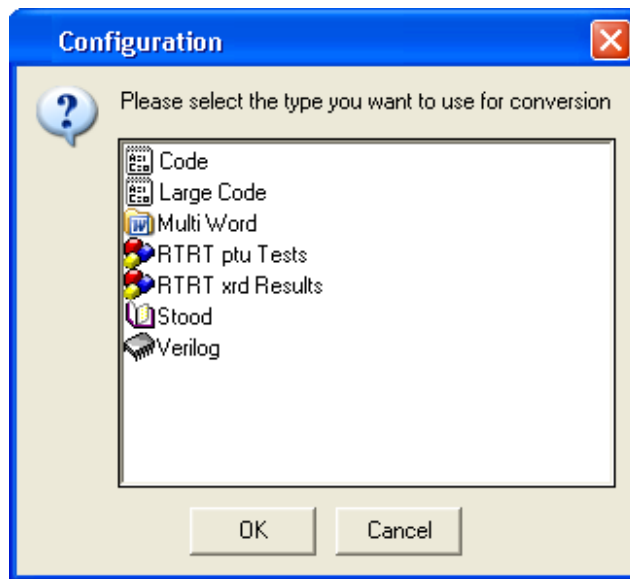 Configuration
Please select the type you want to use for conversion
Code
Large Code
Multi Word
RTRT ptu Tests
RTRT xrd Results
Stood
Verilog
OK Cancel